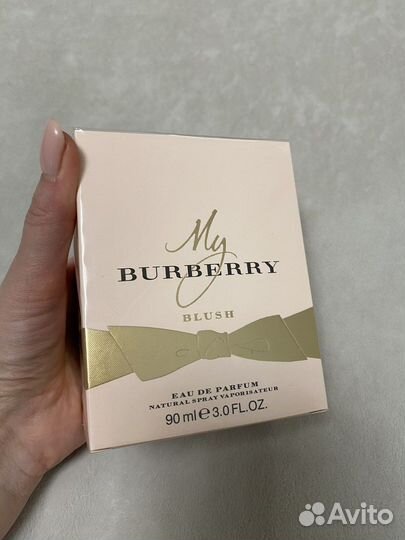 My
BURBERRY
BLUSH
EAU DE PARFUM
NATURAL SPRAY VAPORISATEUR
90 ml e 3.0 FL.OZ.
Avito